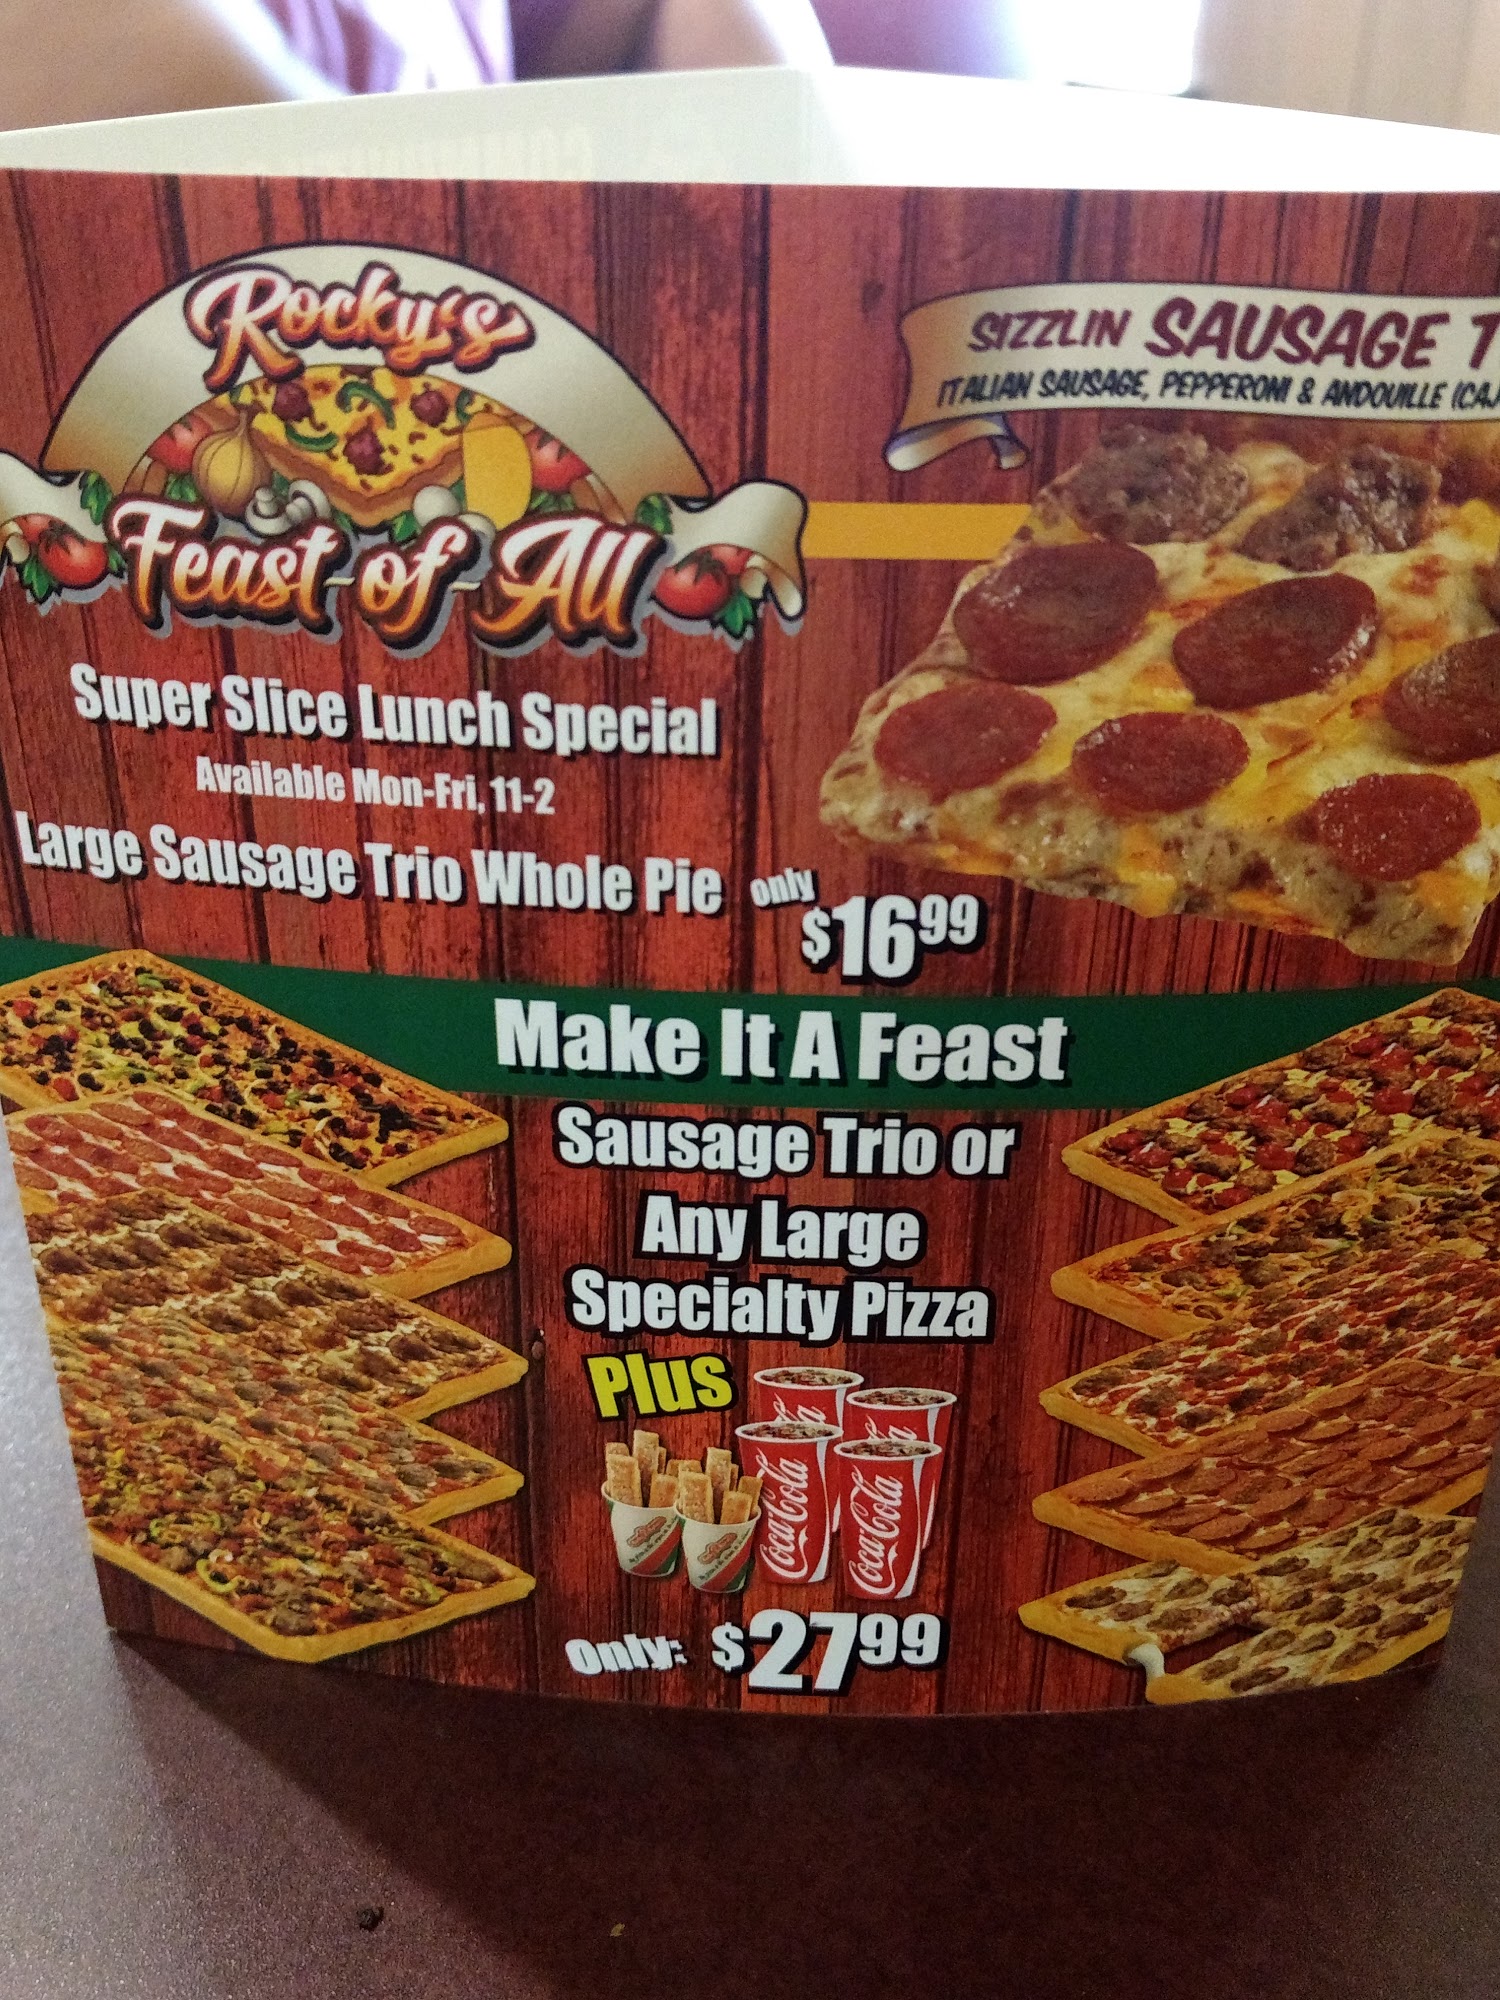 Rocky's
Feast-of-All
SIZZLIN SAUSAGE
ITALIAN SAUSAGE, PEPPERONI & ANDOUILLE
Super Slice Lunch Special
Available Mon-Fri, 11-2
Large Sausage Trio Whole Pie only $16.99
Make It A Feast
Sausage Trio or
Any Large
Specialty Pizza
Plus
Coca-Cola
Coca-Cola
Only: $27.99